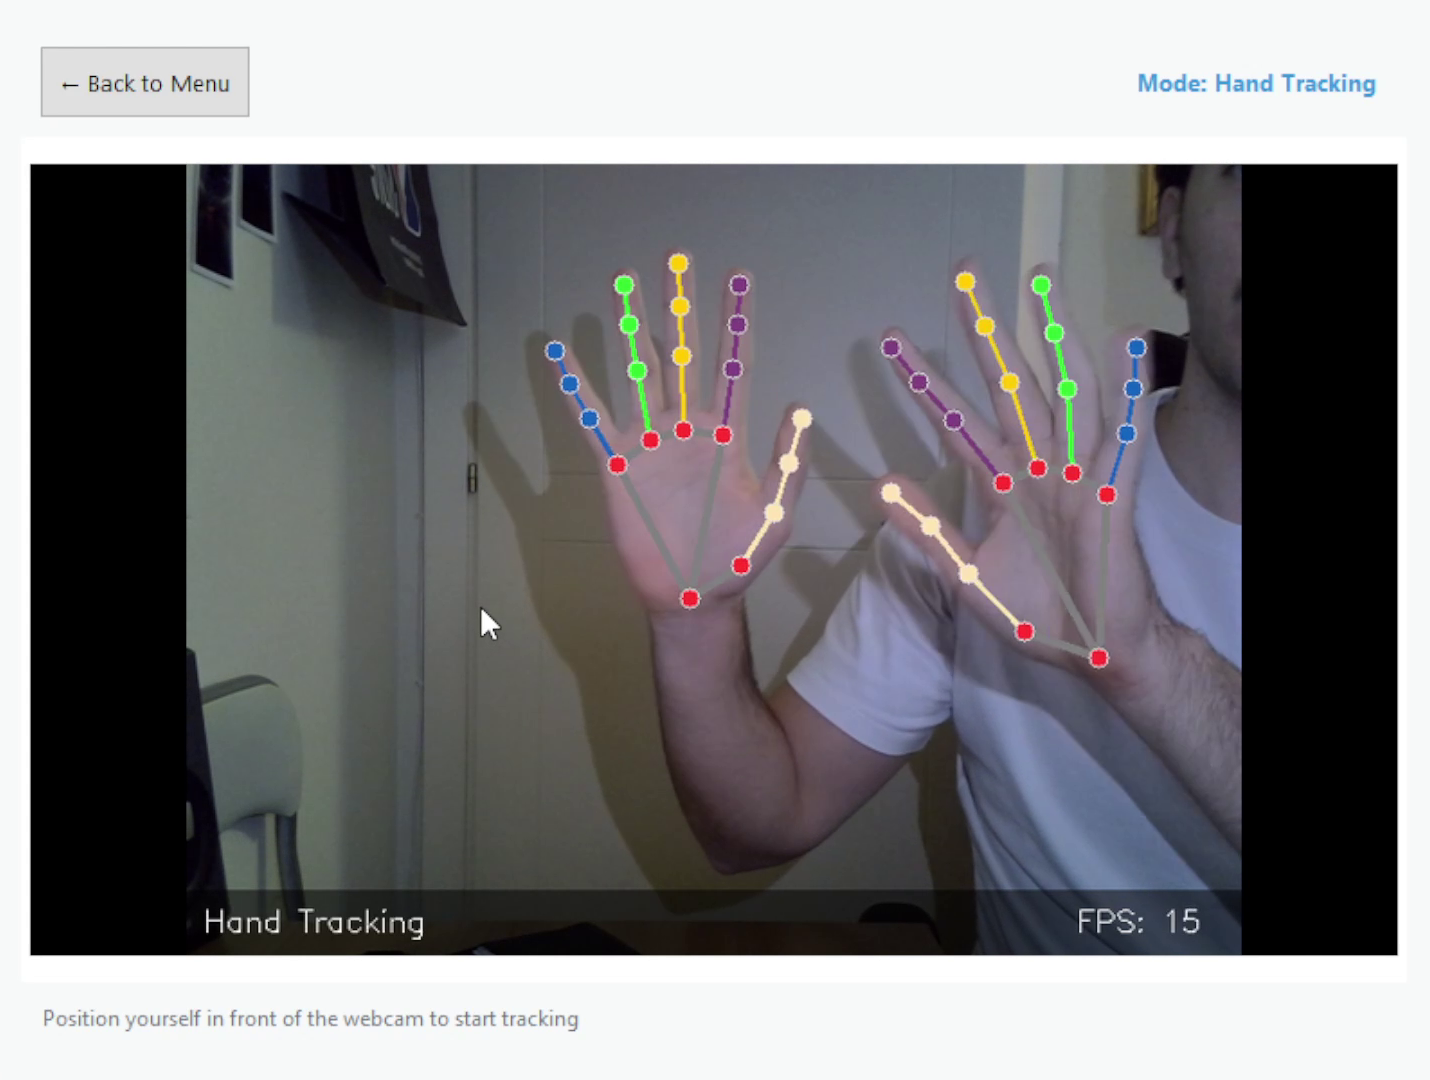 ← Back to Menu
Mode: Hand Tracking
Hand Tracking
FPS: 15
Position yourself in front of the webcam to start tracking